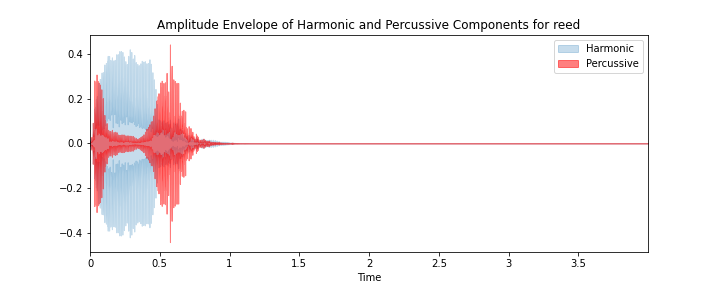 Amplitude Envelope of Harmonic and Percussive Components for reed
Harmonic
Percussive
0.4
0.2
0.0
−0.2
−0.4
0 0.5 1 1.5 2 2.5 3 3.5
Time